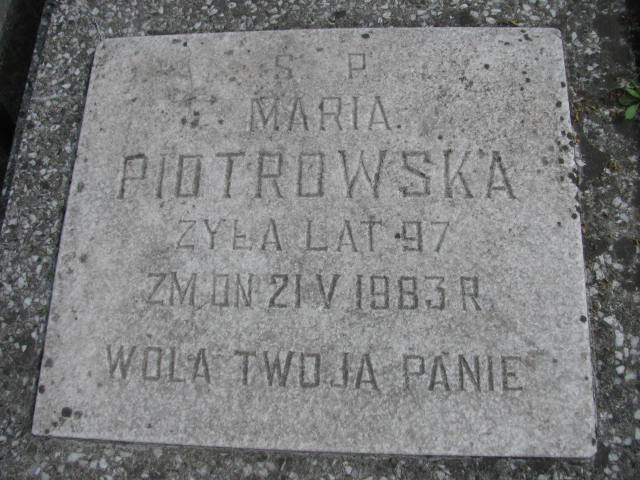 S P
MARIA
PIOTROWSKA
ŻYŁA LAT 97
ZM. DN 21 V 1983 R
WOLA TWOJA PANIE